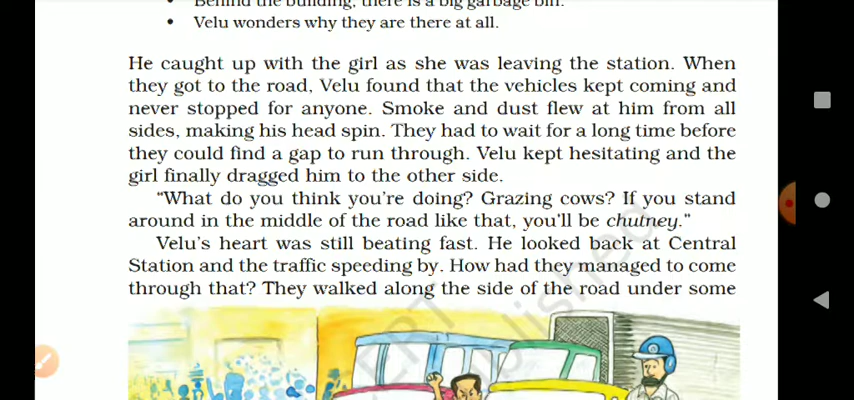 Behind the building, there is a big garbage bin.
• Velu wonders why they are there at all.
He caught up with the girl as she was leaving the station. When
they got to the road, Velu found that the vehicles kept coming and
never stopped for anyone. Smoke and dust flew at him from all
sides, making his head spin. They had to wait for a long time before
they could find a gap to run through. Velu kept hesitating and the
girl finally dragged him to the other side.
“What do you think you’re doing? Grazing cows? If you stand
around in the middle of the road like that, you’ll be chutney.”
Velu’s heart was still beating fast. He looked back at Central
Station and the traffic speeding by. How had they managed to come
through that? They walked along the side of the road under some